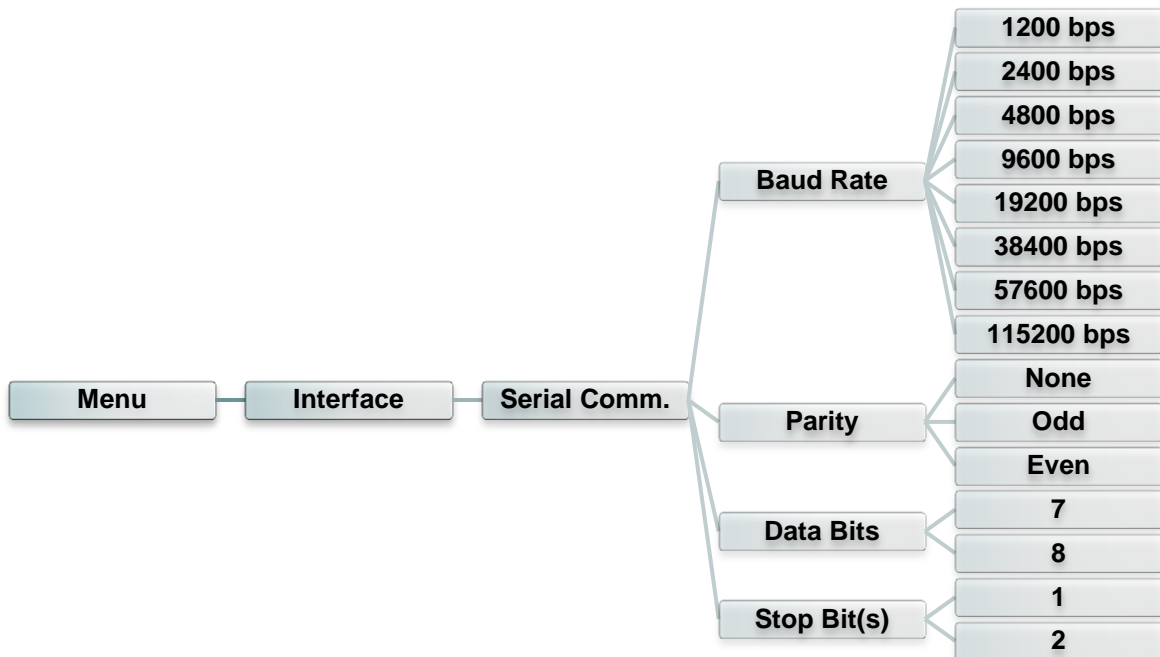 Menu
Interface
Serial Comm.
Baud Rate
1200 bps
2400 bps
4800 bps
9600 bps
19200 bps
38400 bps
57600 bps
115200 bps
Parity
None
Odd
Even
Data Bits
7
8
Stop Bit(s)
1
2